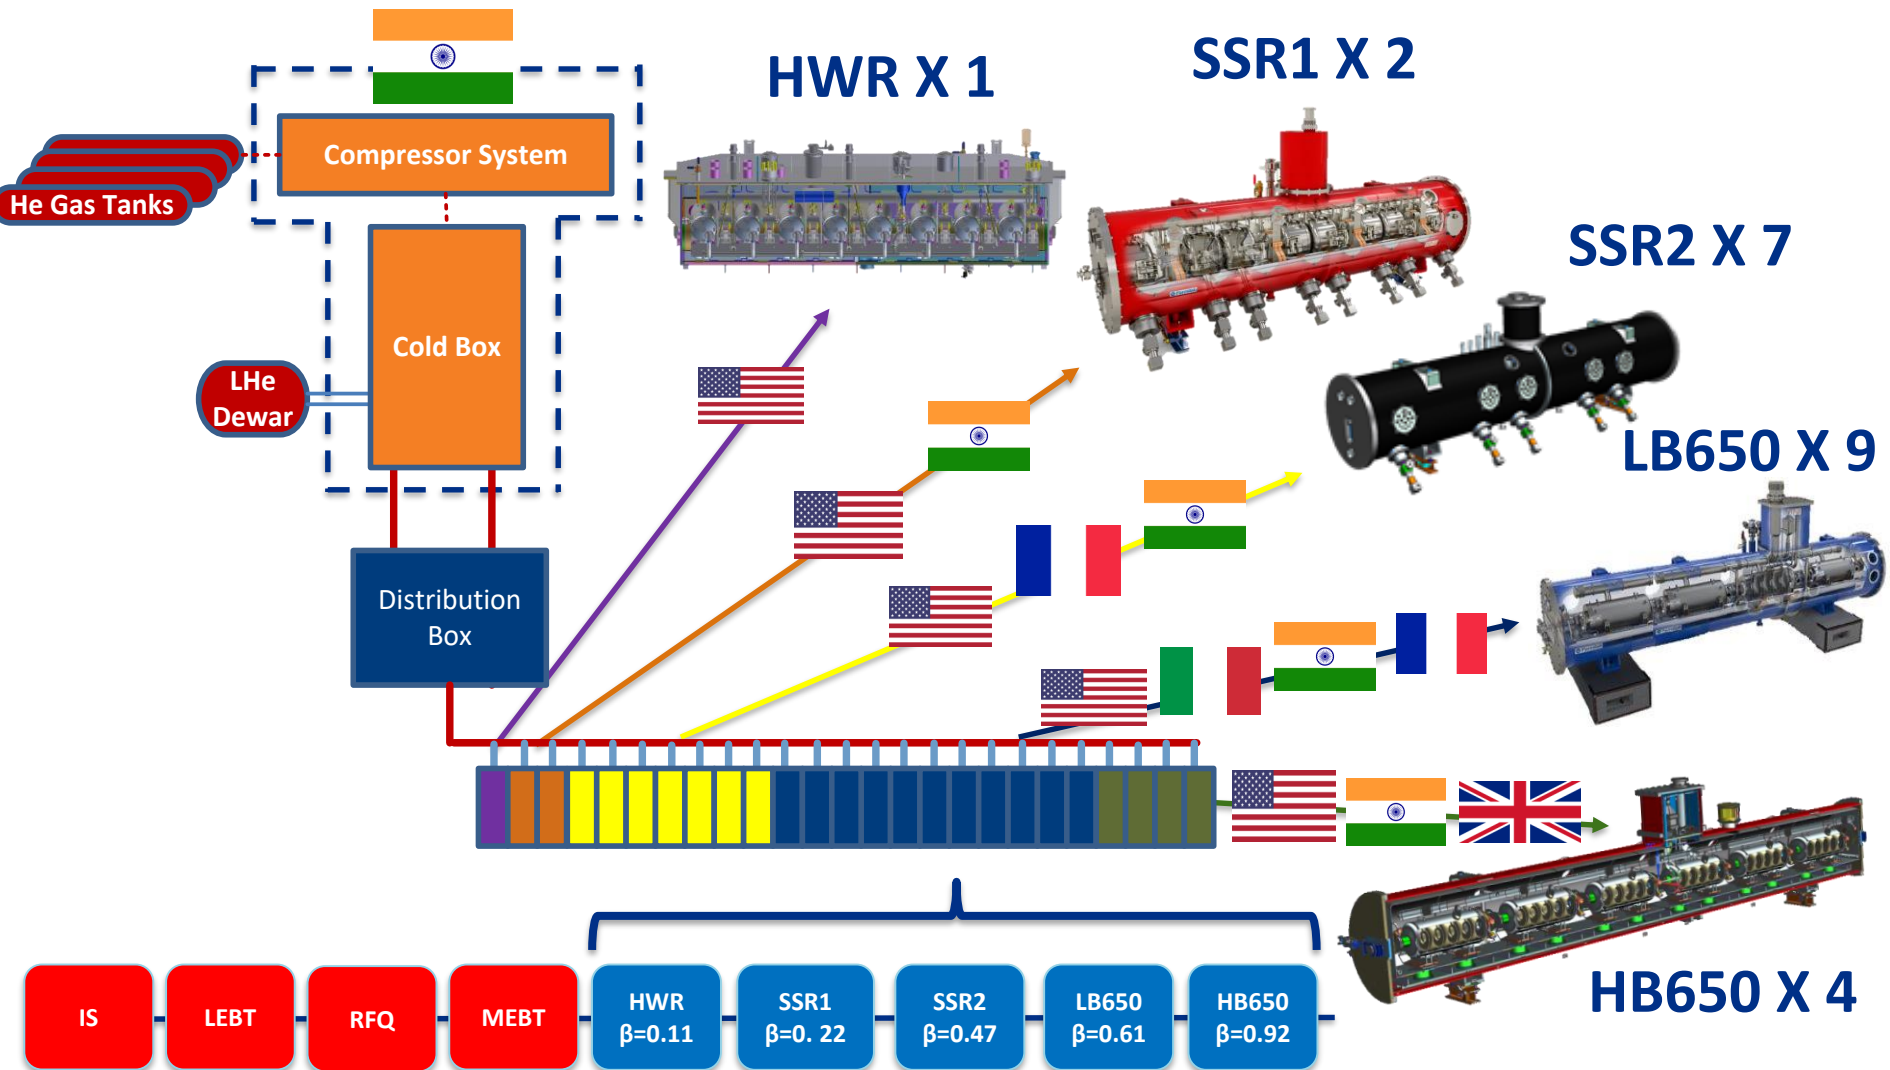 HWR X 1
SSR1 X 2
Compressor System
He Gas Tanks
SSR2 X 7
Cold Box
LHe
Dewar
LB650 X 9
Distribution
Box
HB650 X 4
IS
LEBT
RFQ
MEBT
HWR
β=0.11
SSR1
β=0. 22
SSR2
β=0.47
LB650
β=0.61
HB650
β=0.92